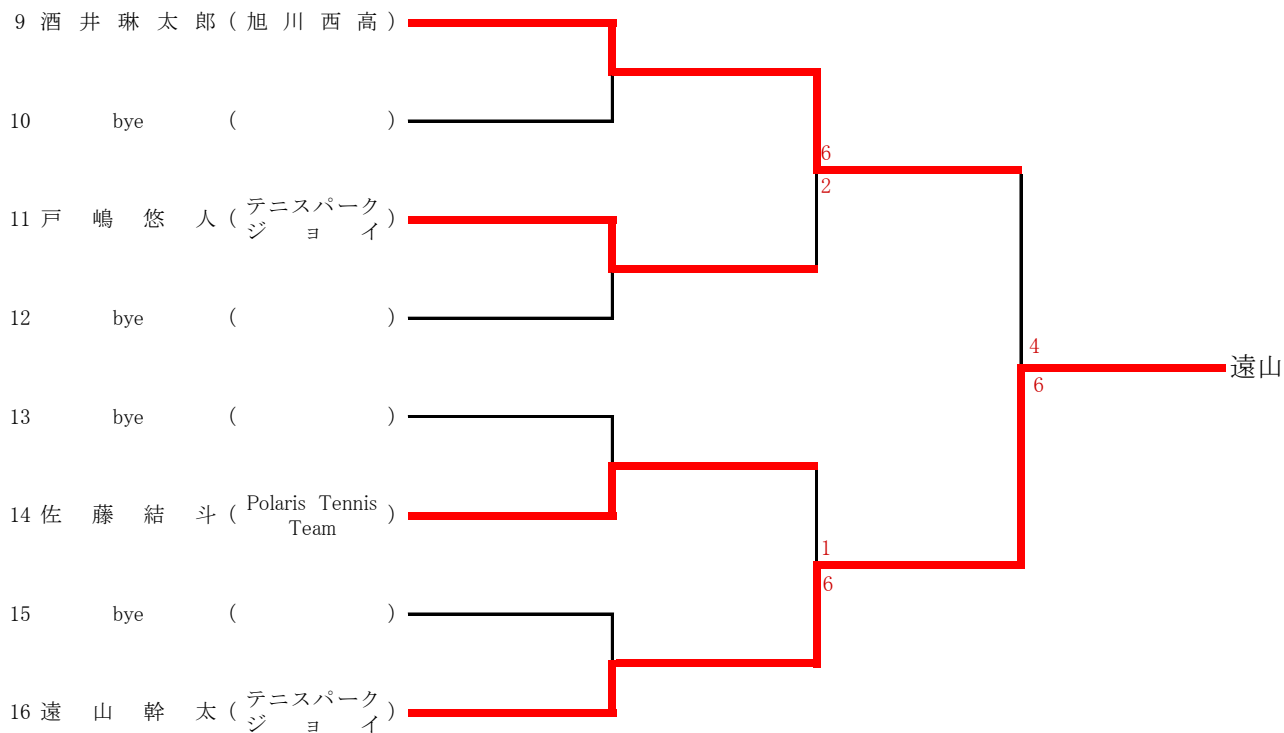 9 酒井琳太郎 (旭川西高)
6
10 bye ( )
2
11 戸嶋悠人 (テニスパーク
ジョイ)
12 bye ( )
4
遠山
6
13 bye ( )
14 佐藤結斗 (Polaris Tennis
Team)
1
6
15 bye ( )
16 遠山幹太 (テニスパーク
ジョイ)